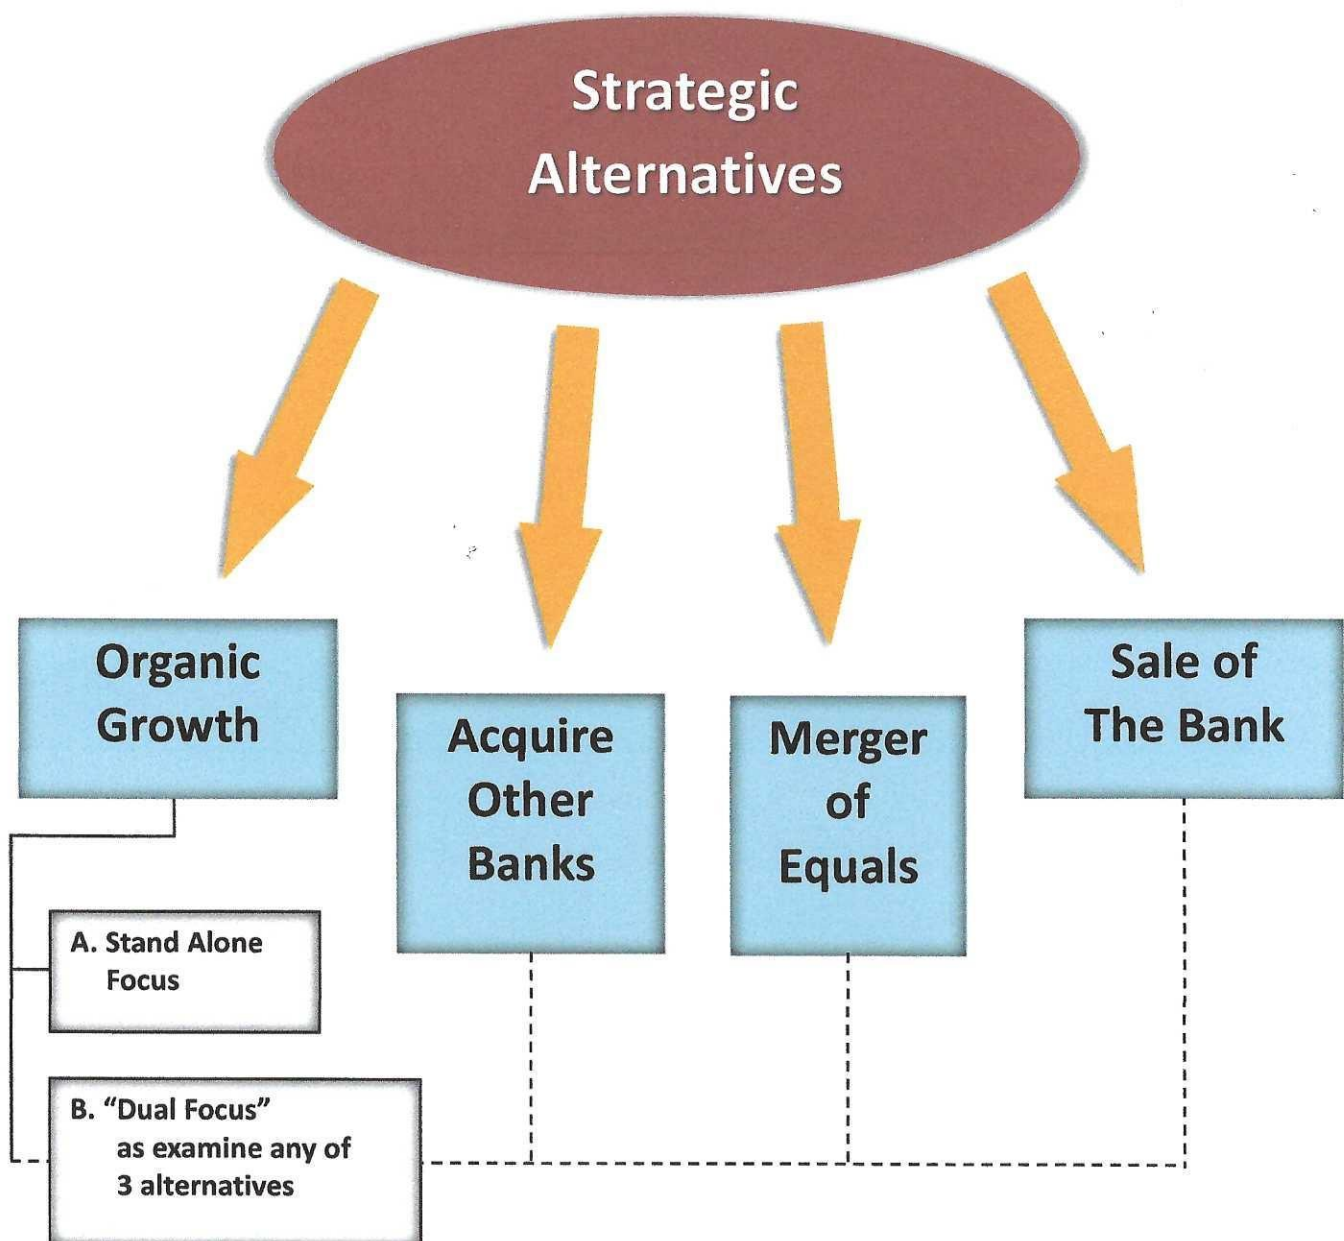 Strategic
Alternatives
Organic
Growth
Acquire
Other
Banks
Merger
of
Equals
Sale of
The Bank
A. Stand Alone
Focus
B. “Dual Focus”
as examine any of
3 alternatives